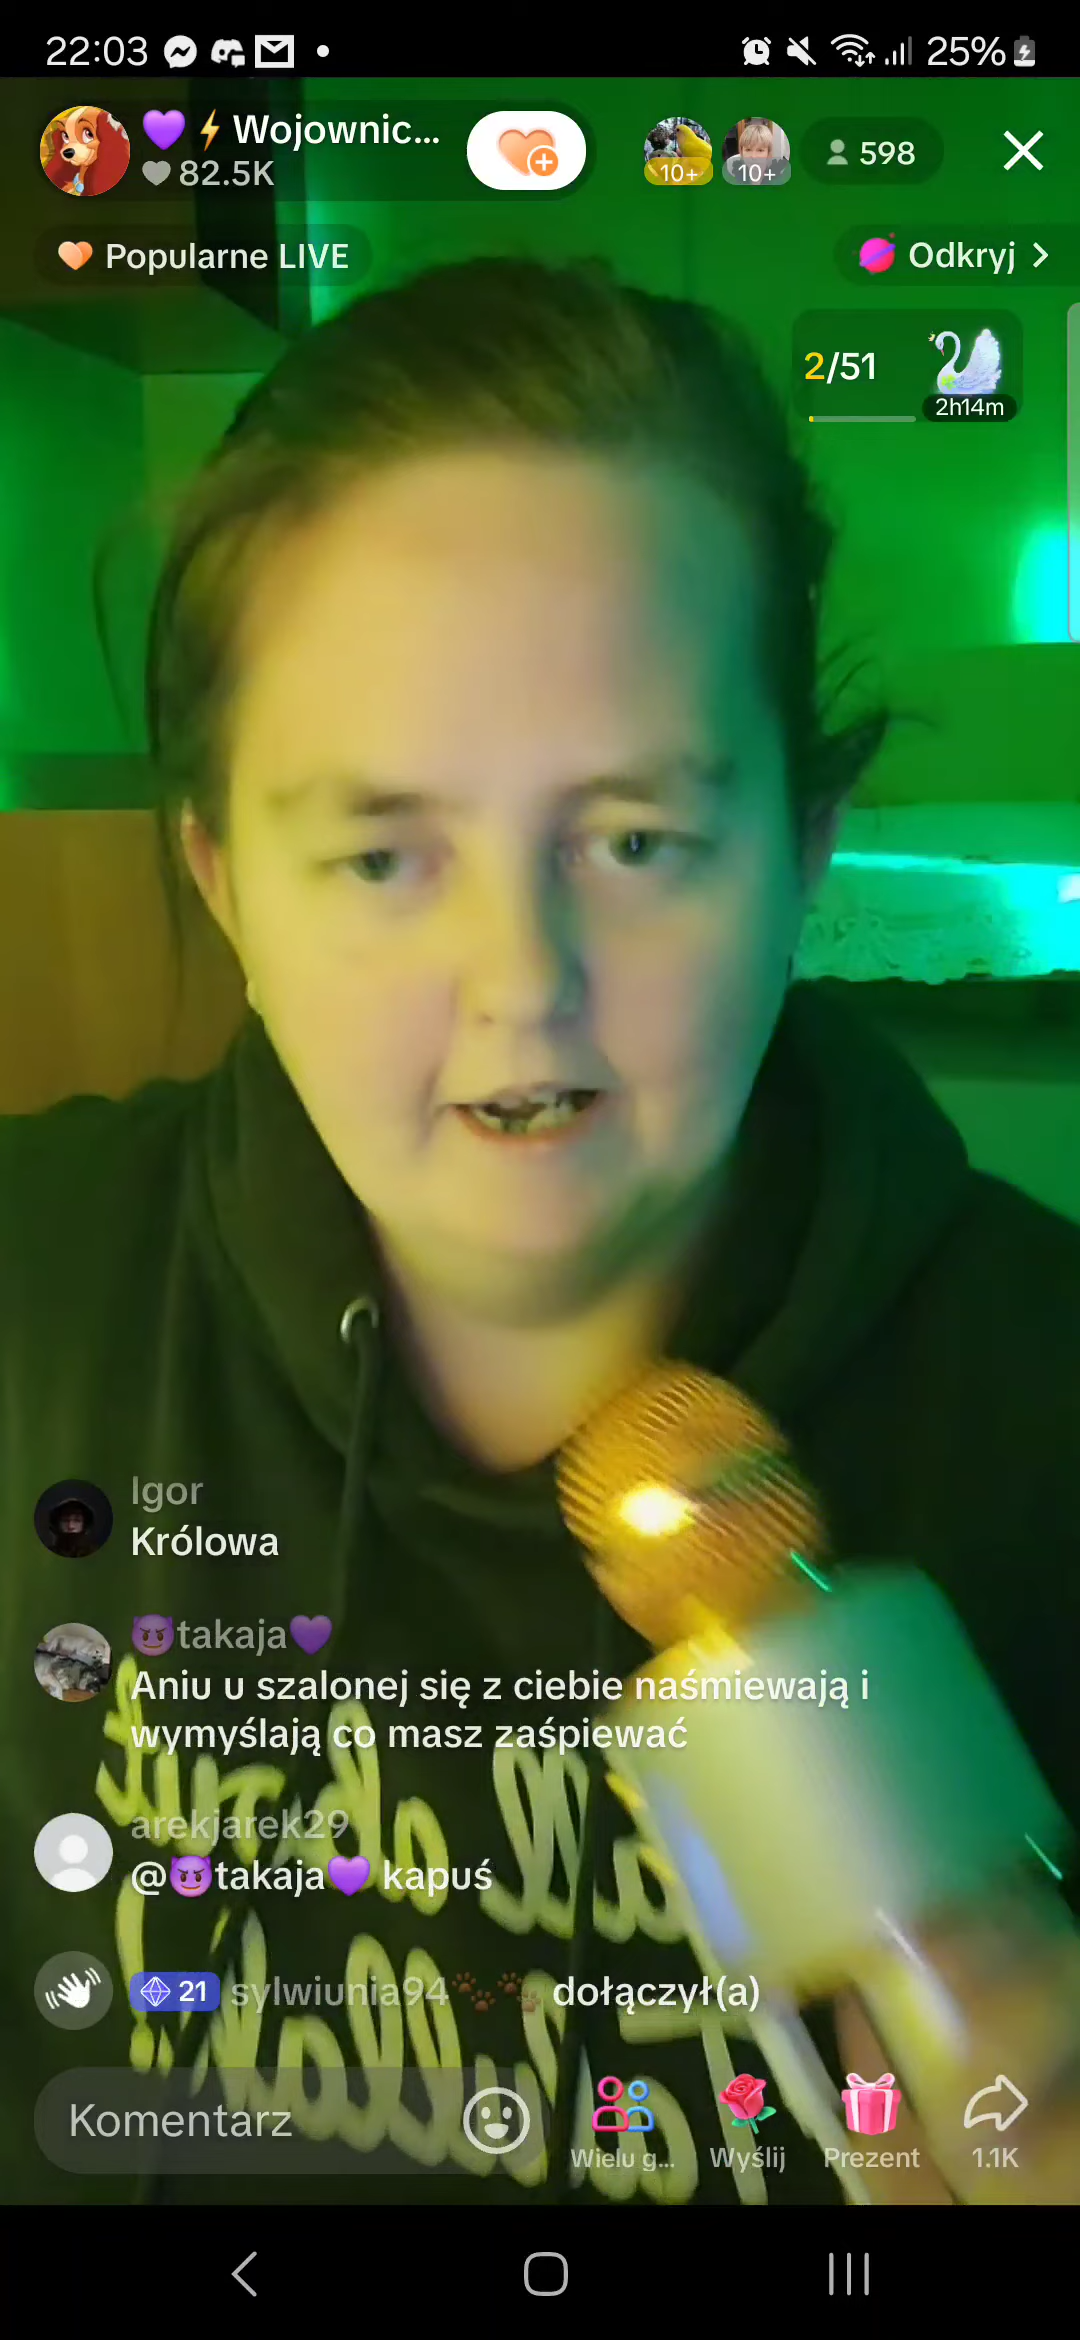 22:03 25%
💜⚡Wojownic...
82.5K
10+ 10+ 598
Popularne LIVE
Odkryj >
2/51
2h14m
Igor
Królowa
😈takaja💜
Aniu u szalonej się z ciebie naśmiewają i
wymyślają co masz zaśpiewać
arekjarek29
@😈takaja💜 kapuś
21 sylwiunia94🐾🐾 dołączył(a)
Komentarz
Wielu g... Wyślij Prezent 1.1K